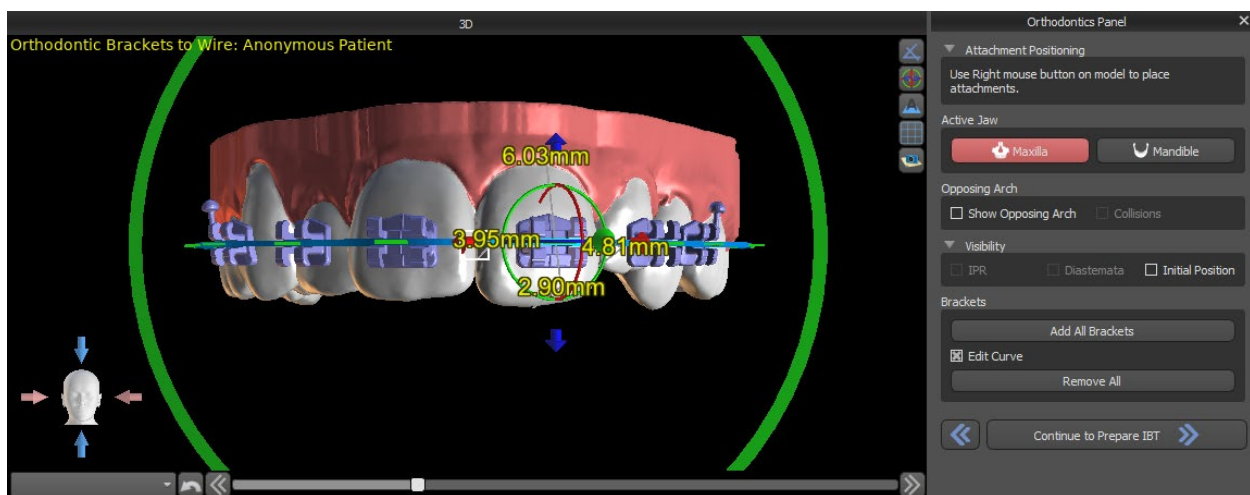 3D
Orthodontic Brackets to Wire: Anonymous Patient
6.03mm
3.95mm
4.81mm
2.90mm
Orthodontics Panel
Attachment Positioning
Use Right mouse button on model to place
attachments.
Active Jaw
Maxilla
Mandible
Opposing Arch
Show Opposing Arch
Collisions
Visibility
IPR
Diastemata
Initial Position
Brackets
Add All Brackets
Edit Curve
Remove All
Continue to Prepare IBT